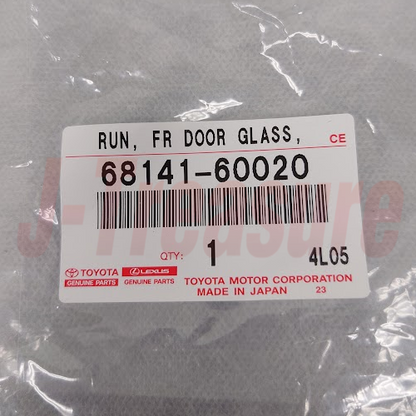 RUN, FR DOOR GLASS, CE
68141-60020
J-Treasure
QTY: 1 4L05
TOYOTA GENUINE PARTS
LEXUS GENUINE PARTS
TOYOTA MOTOR CORPORATION
MADE IN JAPAN 23